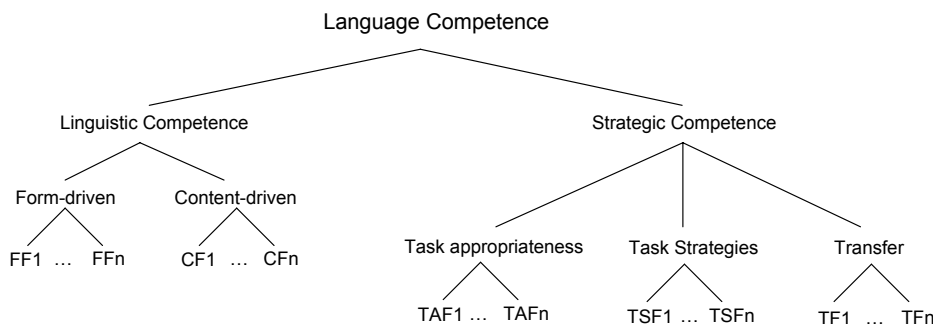 Language Competence
Linguistic Competence
Strategic Competence
Form-driven
Content-driven
FF1 … FFn
CF1 … CFn
Task appropriateness
Task Strategies
Transfer
TAF1 … TAFn
TSF1 … TSFn
TF1 … TFn